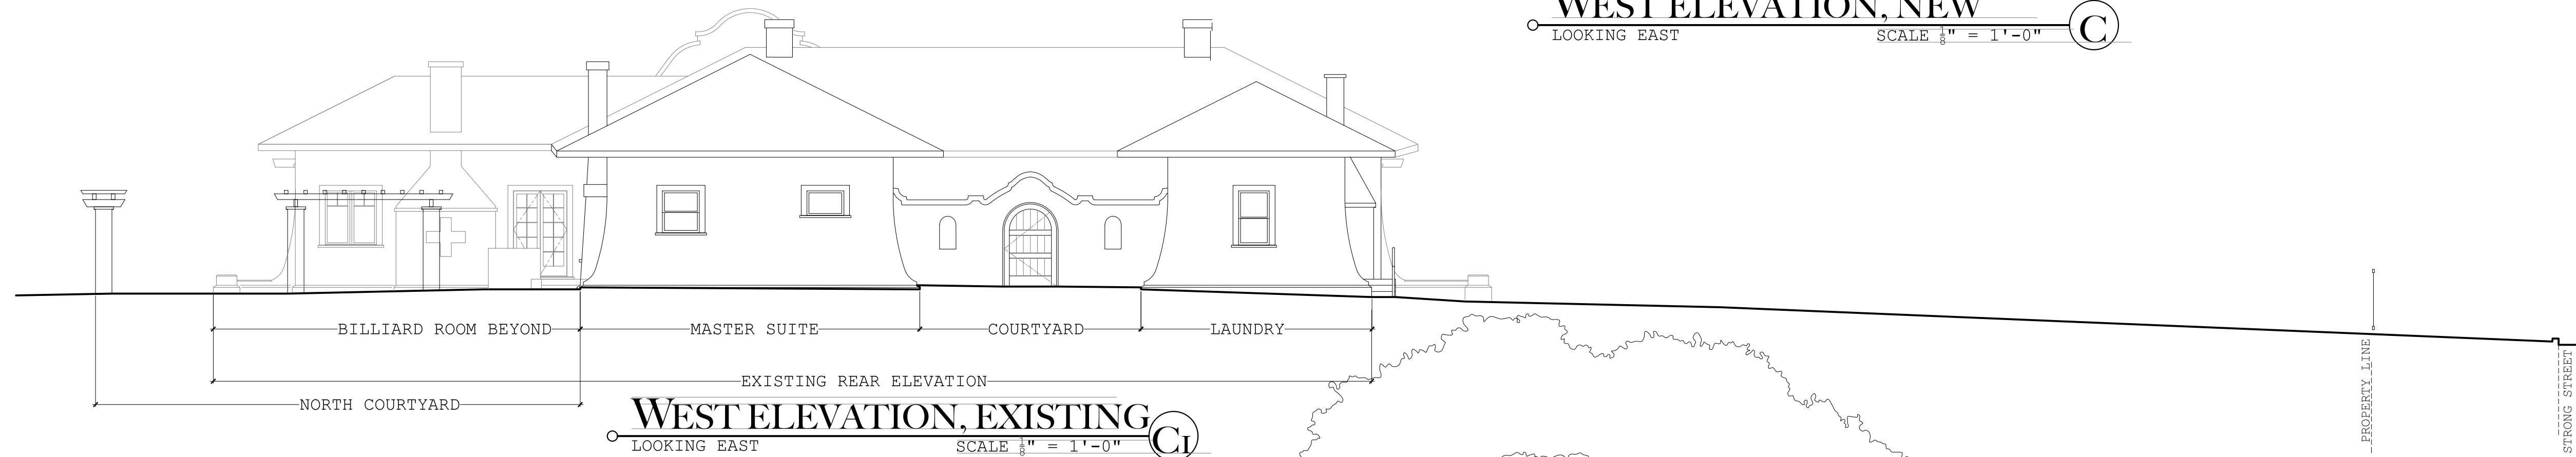 WEST ELEVATION, NEW
LOOKING EAST SCALE 1/8" = 1'-0" C
BILLIARD ROOM BEYOND MASTER SUITE COURTYARD LAUNDRY
EXISTING REAR ELEVATION
NORTH COURTYARD
WEST ELEVATION, EXISTING
LOOKING EAST SCALE 1/8" = 1'-0" C1
PROPERTY LINE
STRONG STREET